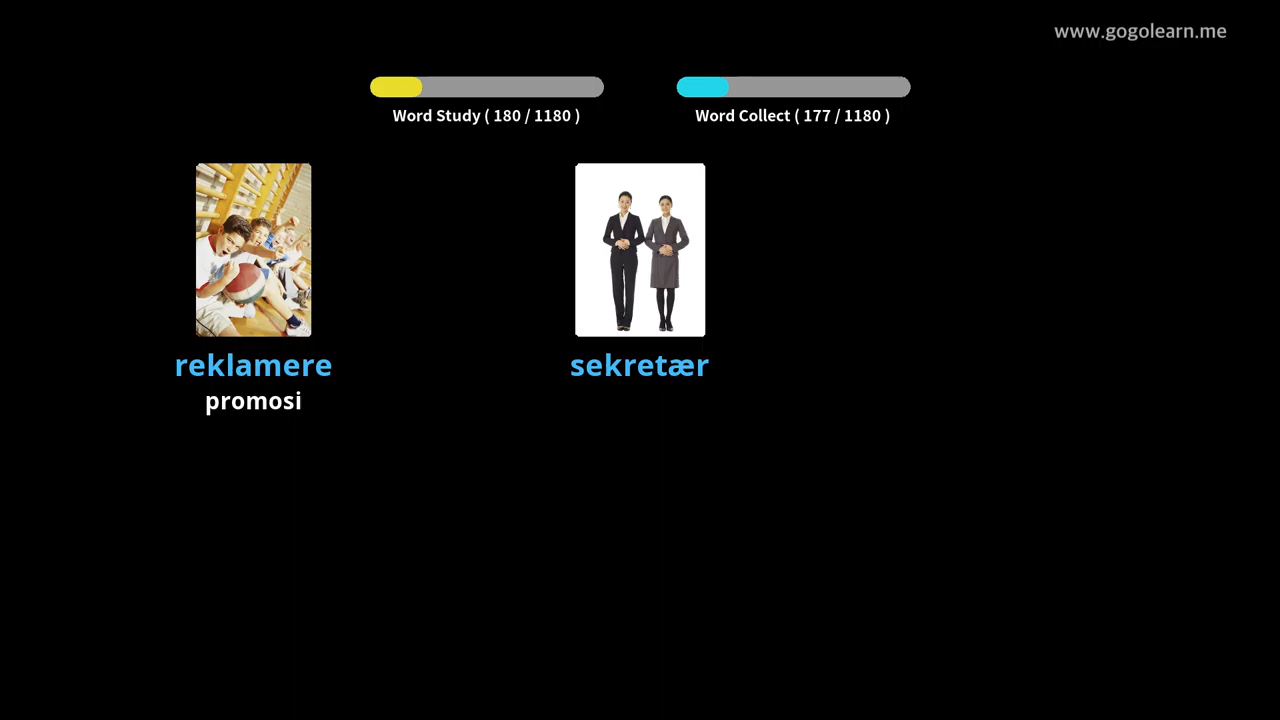 www.gogolearn.me
Word Study ( 180 / 1180 )
Word Collect ( 177 / 1180 )
reklamere
promosi
sekretær